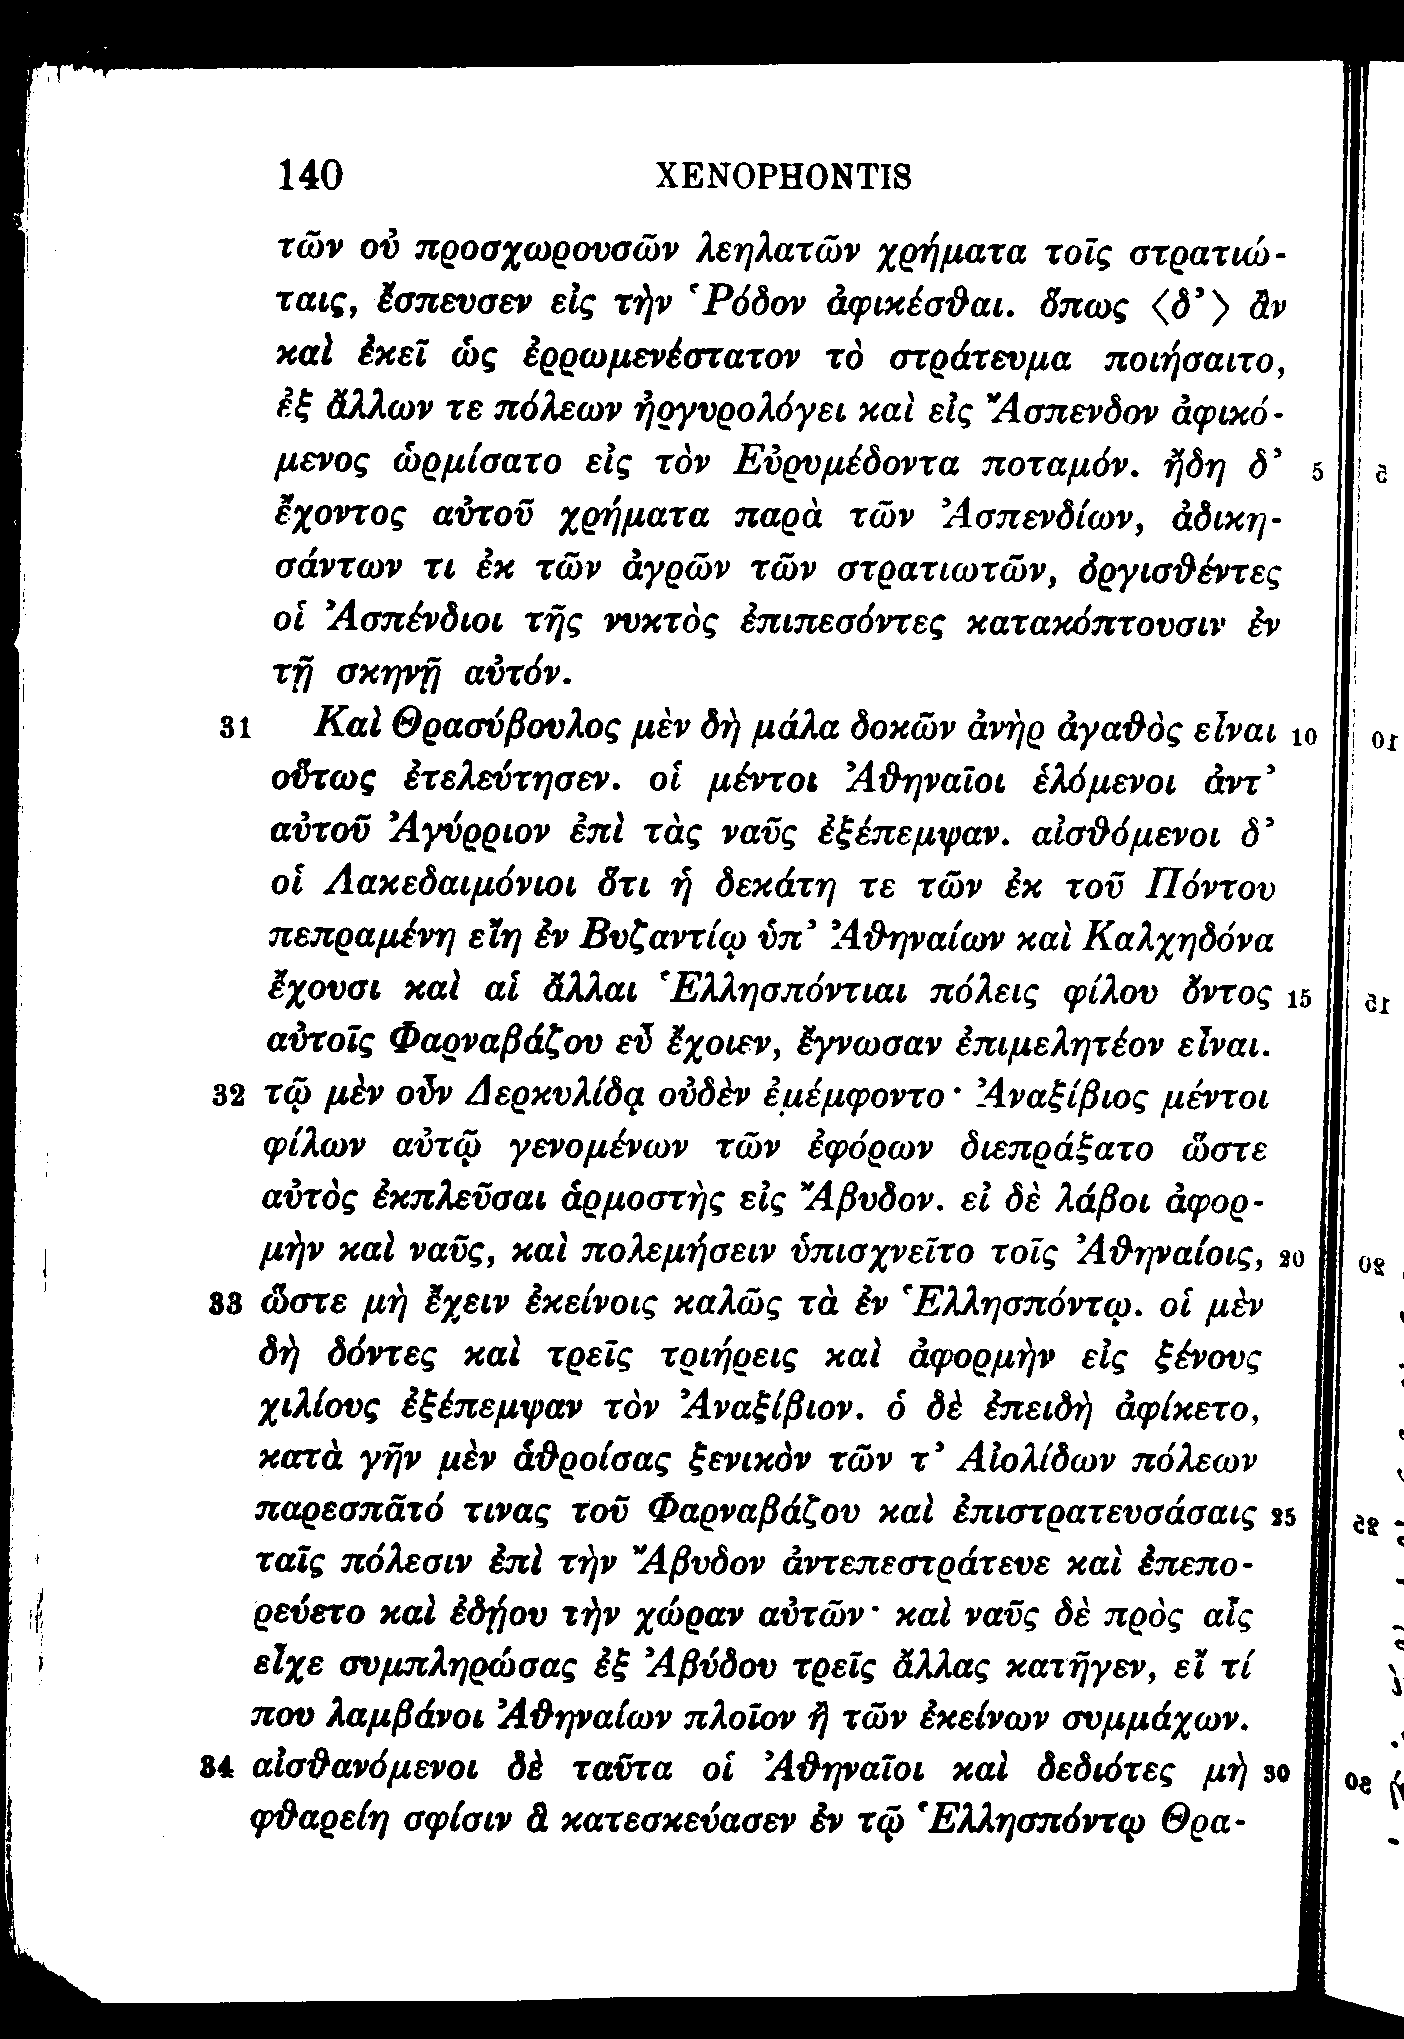 140 XENOPHONTIS
τῶν οὐ προσχωρουσῶν λεηλατῶν χρήματα τοῖς στρατιώ-
ταις, ἔσπευσεν εἰς τὴν Ῥόδον ἀφικέσθαι. ὅπως ⟨δ’⟩ ἂν
καὶ ἐκεῖ ὡς ἐρρωμενέστατον τὸ στράτευμα ποιήσαιτο,
ἐξ ἄλλων τε πόλεων ἠργυρολόγει καὶ εἰς Ἄσπενδον ἀφικό-
μενος ὡρμίσατο εἰς τὸν Εὐρυμέδοντα ποταμόν. ἤδη δ’ 5
ἔχοντος αὐτοῦ χρήματα παρὰ τῶν Ἀσπενδίων, ἀδικη-
σάντων τι ἐκ τῶν ἀγρῶν τῶν στρατιωτῶν, ὀργισθέντες
οἱ Ἀσπένδιοι τῆς νυκτὸς ἐπιπεσόντες κατακόπτουσιν ἐν
τῇ σκηνῇ αὐτόν.
31 Καὶ Θρασύβουλος μὲν δὴ μάλα δοκῶν ἀνὴρ ἀγαθὸς εἶναι 10
οὕτως ἐτελεύτησεν. οἱ μέντοι Ἀθηναῖοι ἑλόμενοι ἀντ’
αὐτοῦ Ἀγύρριον ἐπὶ τὰς ναῦς ἐξέπεμψαν. αἰσθόμενοι δ’
οἱ Λακεδαιμόνιοι ὅτι ἡ δεκάτη τε τῶν ἐκ τοῦ Πόντου
πεπραμένη εἴη ἐν Βυζαντίῳ ὑπ’ Ἀθηναίων καὶ Καλχηδόνα
ἔχουσι καὶ αἱ ἄλλαι Ἑλλησπόντιαι πόλεις φίλου ὄντος 15
αὐτοῖς Φαρναβάζου εὖ ἔχοιεν, ἔγνωσαν ἐπιμελητέον εἶναι.
32 τῷ μὲν οὖν Δερκυλίδᾳ οὐδὲν ἐμέμφοντο· Ἀναξίβιος μέντοι
φίλων αὐτῷ γενομένων τῶν ἐφόρων διεπράξατο ὥστε
αὐτὸς ἐκπλεῦσαι ἁρμοστὴς εἰς Ἄβυδον. εἰ δὲ λάβοι ἀφορ-
μὴν καὶ ναῦς, καὶ πολεμήσειν ὑπισχνεῖτο τοῖς Ἀθηναίοις, 20
33 ὥστε μὴ ἔχειν ἐκείνοις καλῶς τὰ ἐν Ἑλλησπόντῳ. οἱ μὲν
δὴ δόντες καὶ τρεῖς τριήρεις καὶ ἀφορμὴν εἰς ξένους
χιλίους ἐξέπεμψαν τὸν Ἀναξίβιον. ὁ δὲ ἐπειδὴ ἀφίκετο,
κατὰ γῆν μὲν ἁθροίσας ξενικὸν τῶν τ’ Αἰολίδων πόλεων
παρεσπᾶτό τινας τοῦ Φαρναβάζου καὶ ἐπιστρατευσάσαις 25
ταῖς πόλεσιν ἐπὶ τὴν Ἄβυδον ἀντεπεστράτευε καὶ ἐπεπο-
ρεύετο καὶ ἐδῄου τὴν χώραν αὐτῶν· καὶ ναῦς δὲ πρὸς αἷς
εἶχε συμπληρώσας ἐξ Ἀβύδου τρεῖς ἄλλας κατῆγεν, εἴ τί
που λαμβάνοι Ἀθηναίων πλοῖον ἢ τῶν ἐκείνων συμμάχων.
34 αἰσθανόμενοι δὲ ταῦτα οἱ Ἀθηναῖοι καὶ δεδιότες μὴ 30
φθαρείη σφίσιν ἃ κατεσκεύασεν ἐν τῷ Ἑλλησπόντῳ Θρα-